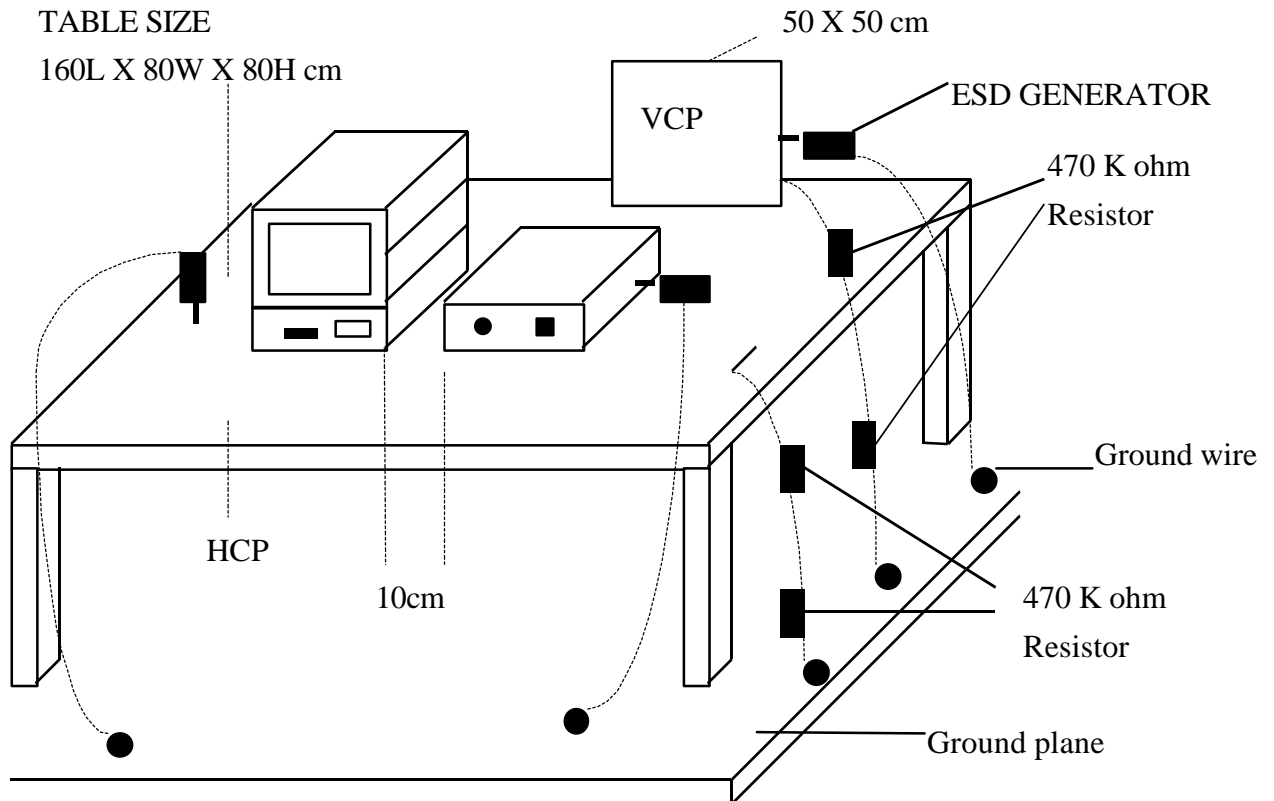 TABLE SIZE
160L X 80W X 80H cm
50 X 50 cm
VCP
ESD GENERATOR
470 K ohm
Resistor
Ground wire
HCP
10cm
470 K ohm
Resistor
Ground plane